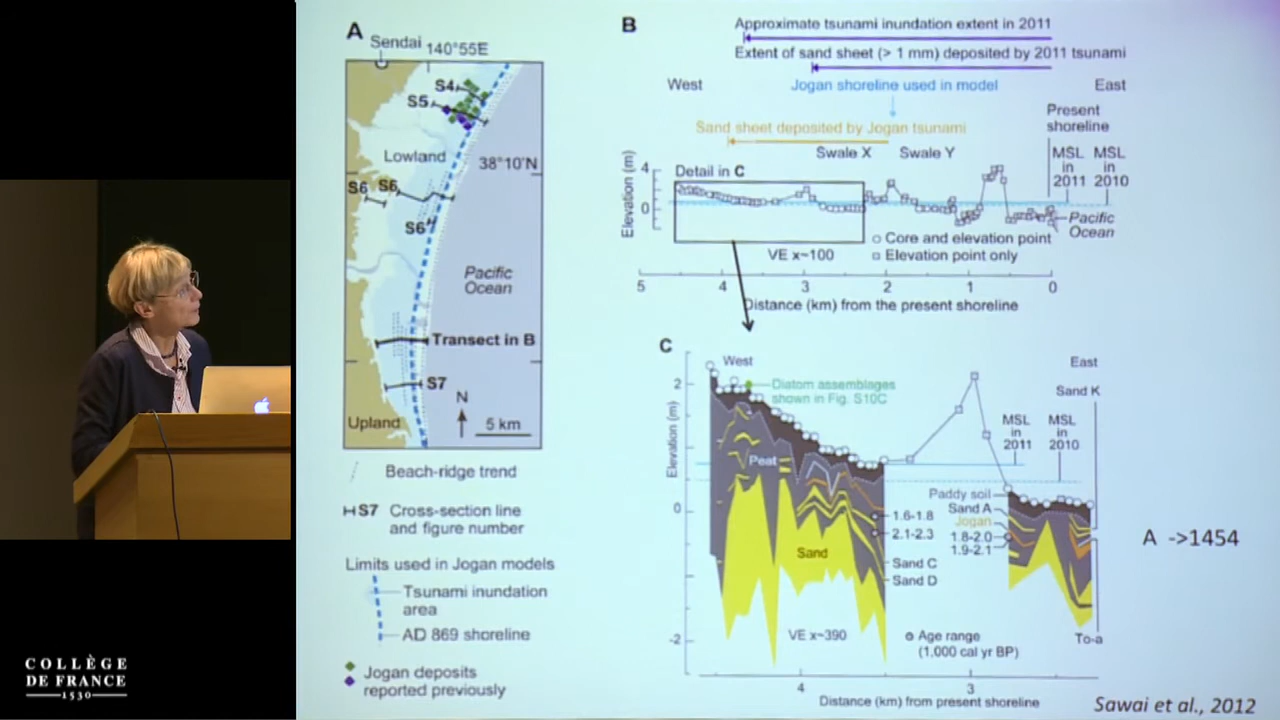 A
Sendai 140°55'E
S4
S5
Lowland
38°10'N
S6 S6
S6
Pacific
Ocean
Transect in B
S7
N
Upland
5 km
Beach-ridge trend
S7 Cross-section line
and figure number
Limits used in Jogan models
Tsunami inundation
area
AD 869 shoreline
Jogan deposits
reported previously
B
Approximate tsunami inundation extent in 2011
Extent of sand sheet (> 1 mm) deposited by 2011 tsunami
West
Jogan shoreline used in model
East
Present
shoreline
Sand sheet deposited by Jogan tsunami
Swale X
Swale Y
MSL
in
2011
MSL
in
2010
Elevation (m)
4
0
Detail in C
VE x~100
Core and elevation point
Elevation point only
Pacific
Ocean
5 4 3 2 1 0
Distance (km) from the present shoreline
C
West
East
Diatom assemblages
shown in Fig. S10C
Sand K
MSL
in
2011
MSL
in
2010
Elevation (m)
2
0
-2
Peat
Sand
Paddy soil
Sand A
Jogan
1.6-1.8
2.1-2.3
1.8-2.0
1.9-2.1
Sand C
Sand D
VE x~390
Age range
(1,000 cal yr BP)
To-a
4 3
Distance (km) from present shoreline
A ->1454
Sawai et al., 2012
COLLÈGE
DE FRANCE
1530